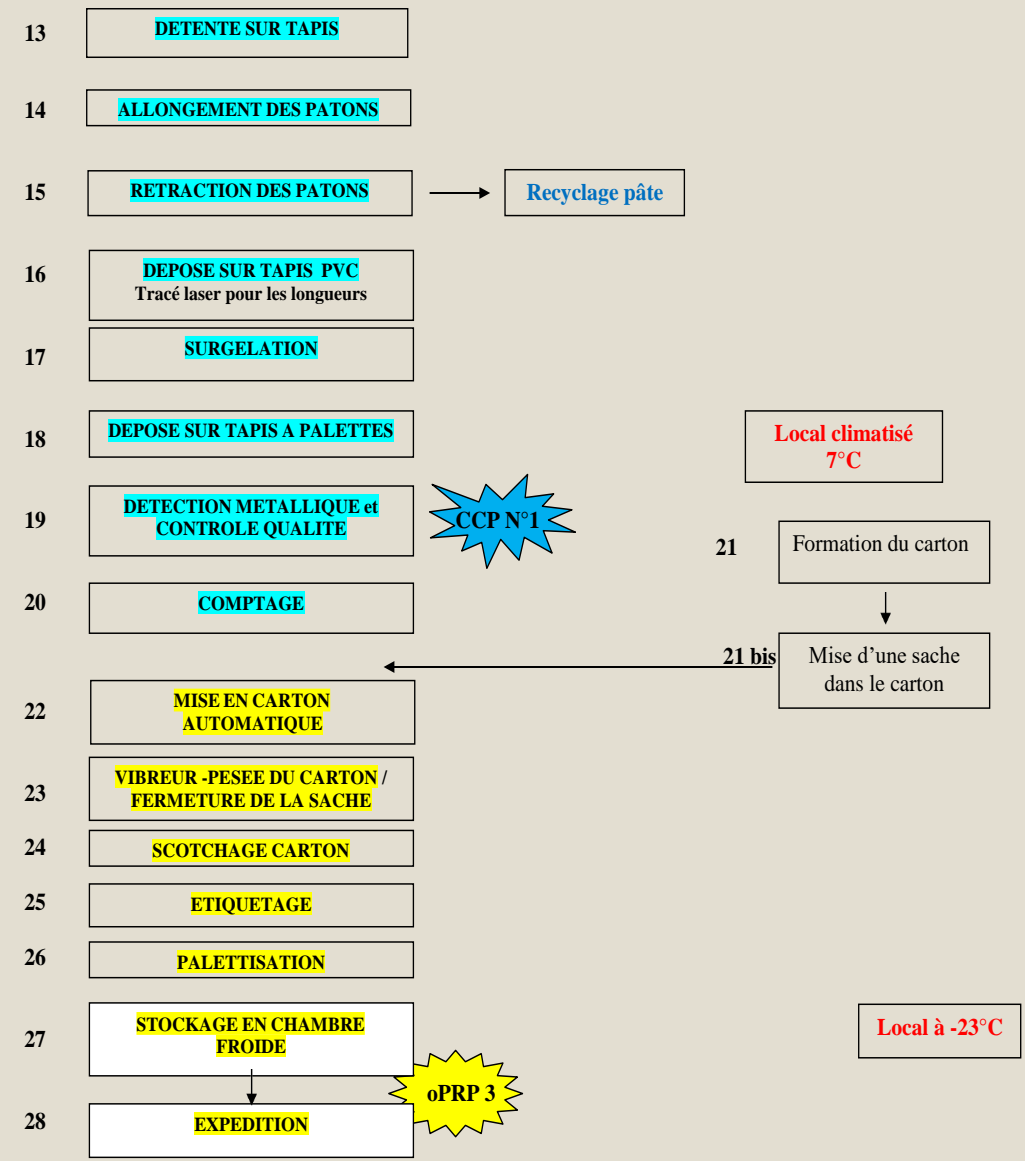 13
DETENTE SUR TAPIS
14
ALLONGEMENT DES PATONS
15
RETRACTION DES PATONS
Recyclage pâte
16
DEPOSE SUR TAPIS PVC
Tracé laser pour les longueurs
17
SURGELATION
18
DEPOSE SUR TAPIS A PALETTES
Local climatisé
7°C
19
DETECTION METALLIQUE et
CONTROLE QUALITE
CCP N°1
20
COMPTAGE
21
Formation du carton
21 bis
Mise d’une sache
dans le carton
22
MISE EN CARTON
AUTOMATIQUE
23
VIBREUR -PESEE DU CARTON /
FERMETURE DE LA SACHE
24
SCOTCHAGE CARTON
25
ETIQUETAGE
26
PALETTISATION
27
STOCKAGE EN CHAMBRE
FROIDE
Local à -23°C
oPRP 3
28
EXPEDITION